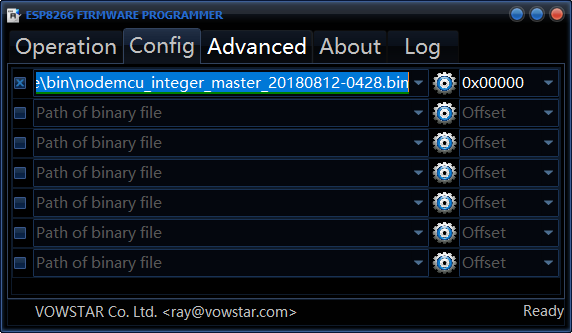 ESP8266 FIRMWARE PROGRAMMER
Operation Config Advanced About Log
e\bin\nodemcu_integer_master_20180812-0428.bin 0x00000
Path of binary file Offset
Path of binary file Offset
Path of binary file Offset
Path of binary file Offset
Path of binary file Offset
Path of binary file Offset
VOWSTAR Co. Ltd. <ray@vowstar.com> Ready